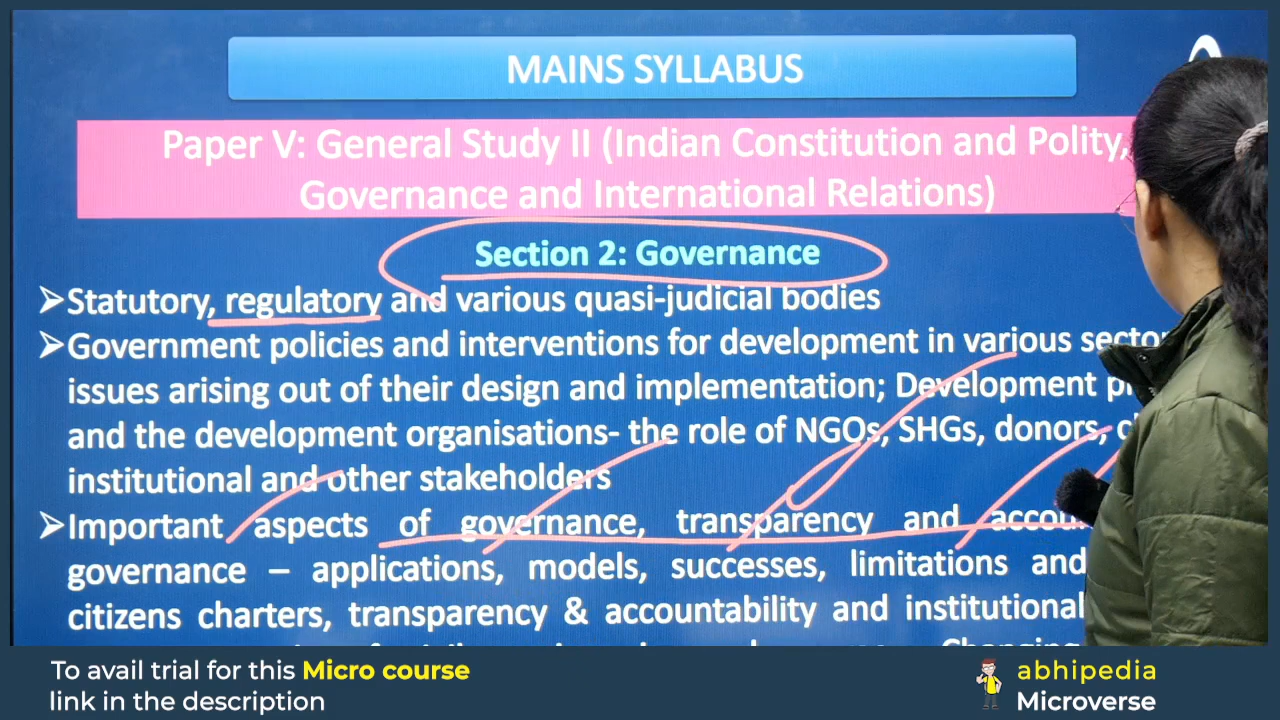 MAINS SYLLABUS
Paper V: General Study II (Indian Constitution and Polity,
Governance and International Relations)
Section 2: Governance
➢Statutory, regulatory and various quasi-judicial bodies
➢Government policies and interventions for development in various
issues arising out of their design and implementation; Development
and the development organisations- the role of NGOs, SHGs, donors,
institutional and other stakeholders
➢Important aspects of governance, transparency and
governance – applications, models, successes, limitations and
citizens charters, transparency & accountability and institutional
Changing
To avail trial for this Micro course
link in the description
abhipedia
Microverse